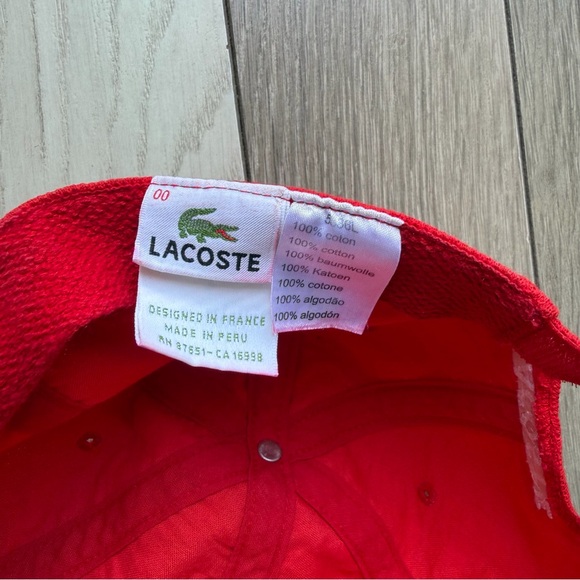 00
LACOSTE
DESIGNED IN FRANCE
MADE IN PERU
RN 87651-CA 16998
100% coton
100% cotton
100% baumwolle
100% Katoen
100% cotone
100% algodão
100% algodón